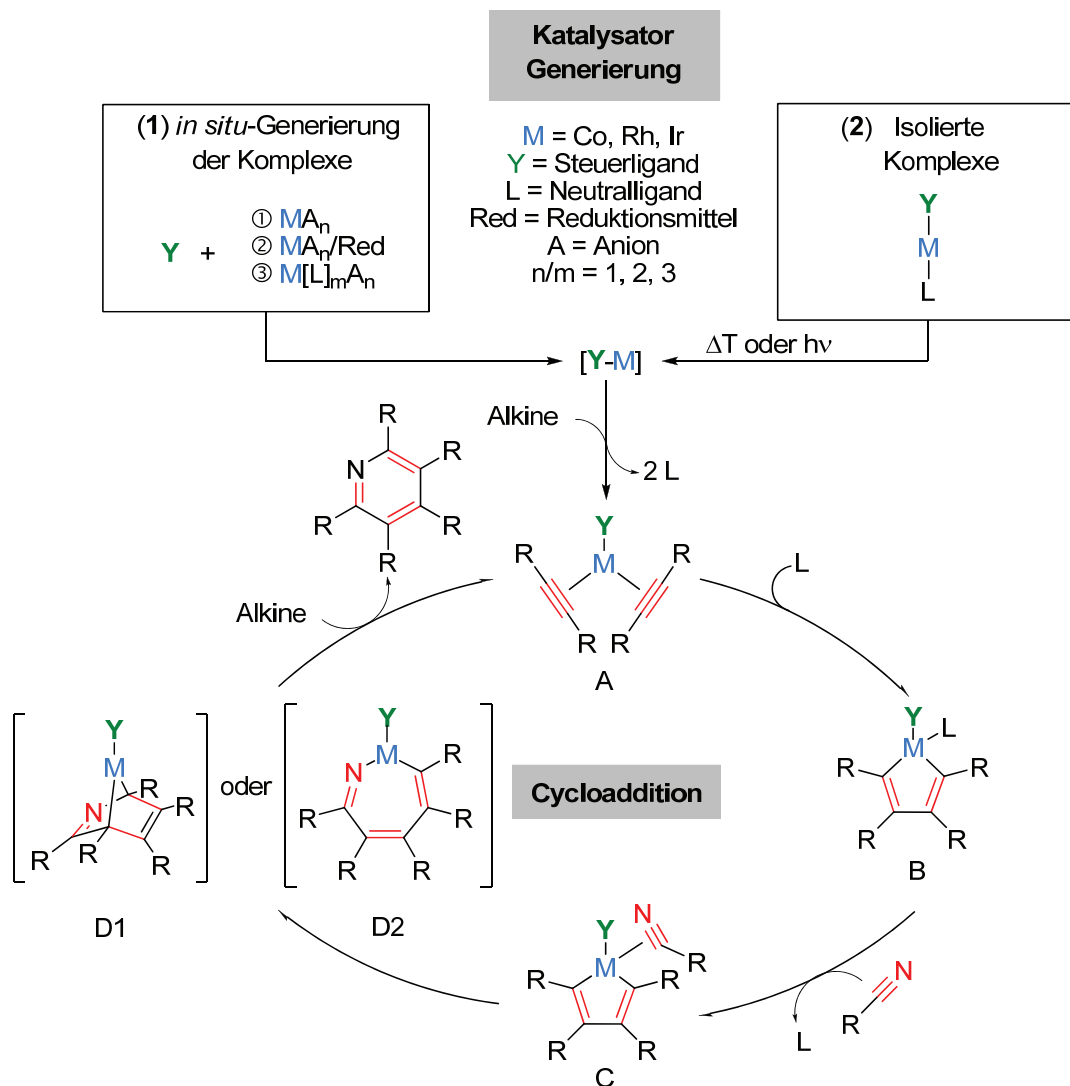 Katalysator
Generierung
(1) in situ-Generierung
der Komplexe
Y +
① MAn
② MAn/Red
③ M[L]mAn
M = Co, Rh, Ir
Y = Steuerligand
L = Neutralligand
Red = Reduktionsmittel
A = Anion
n/m = 1, 2, 3
(2) Isolierte
Komplexe
Y
M
L
[Y-M]
ΔT oder hν
Alkine
2 L
R
R
N
R
R
R
Alkine
Y
M
R
R
R
R
A
L
Y
M
L
R
R
R
R
B
N
R
L
Y
N
M
R
R
R
R
R
C
Y
M
R
R
N
R
R
R
D1
oder
Y
M
N
R
R
R
R
R
D2
Cycloaddition